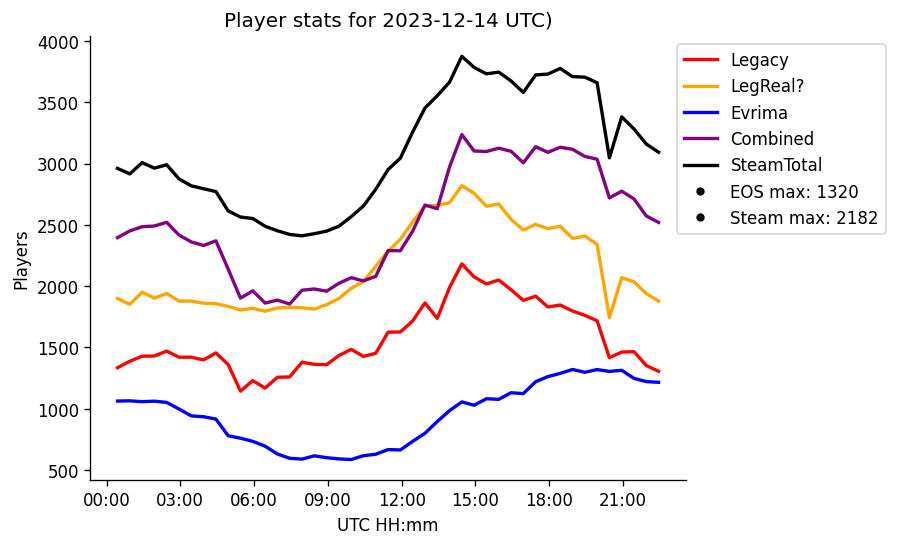 Player stats for 2023-12-14 UTC)
Players
4000
3500
3000
2500
2000
1500
1000
500
00:00 03:00 06:00 09:00 12:00 15:00 18:00 21:00
UTC HH:mm
Legacy
LegReal?
Evrima
Combined
SteamTotal
EOS max: 1320
Steam max: 2182